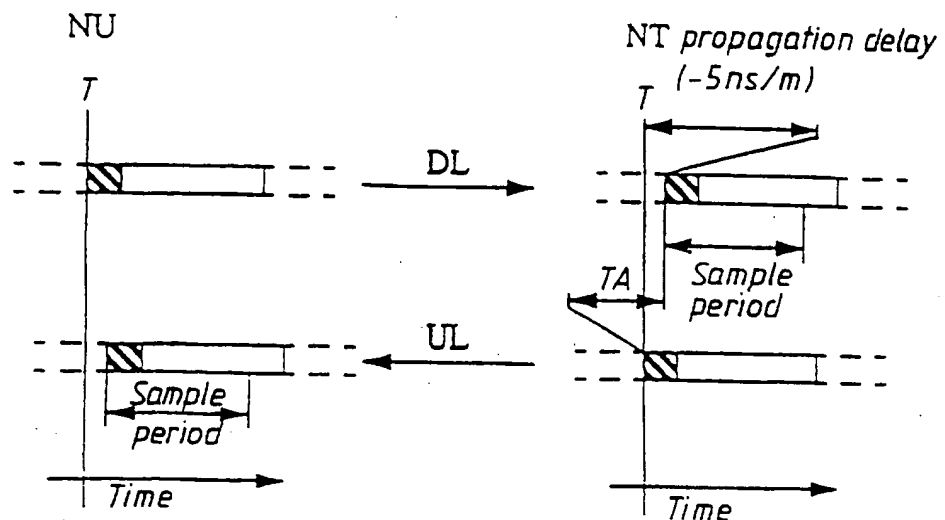 NU
NT propagation delay
(-5ns/m)
T
T
DL
TA
Sample
period
UL
Sample
period
Time
Time